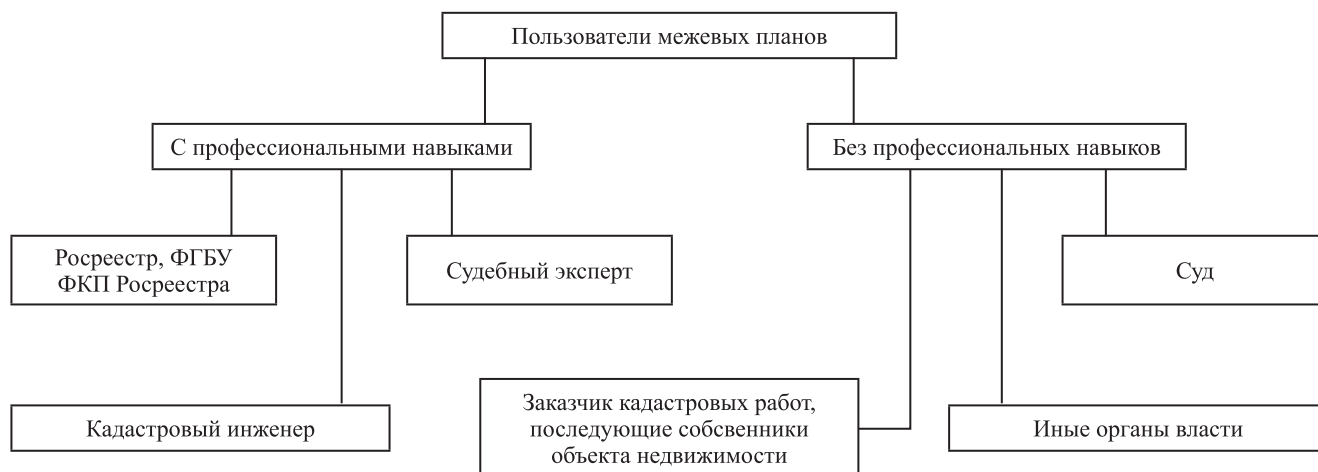 Пользователи межевых планов
С профессиональными навыками
Без профессиональных навыков
Росреестр, ФГБУ
ФКП Росреестра
Судебный эксперт
Суд
Кадастровый инженер
Заказчик кадастровых работ,
последующие собсвенники
объекта недвижимости
Иные органы власти